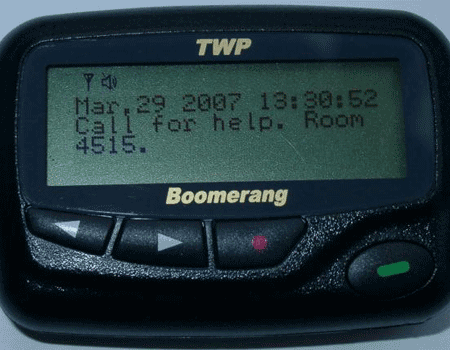 TWP
Mar.29 2007 13:30:52
Call for help. Room
4515.
Boomerang